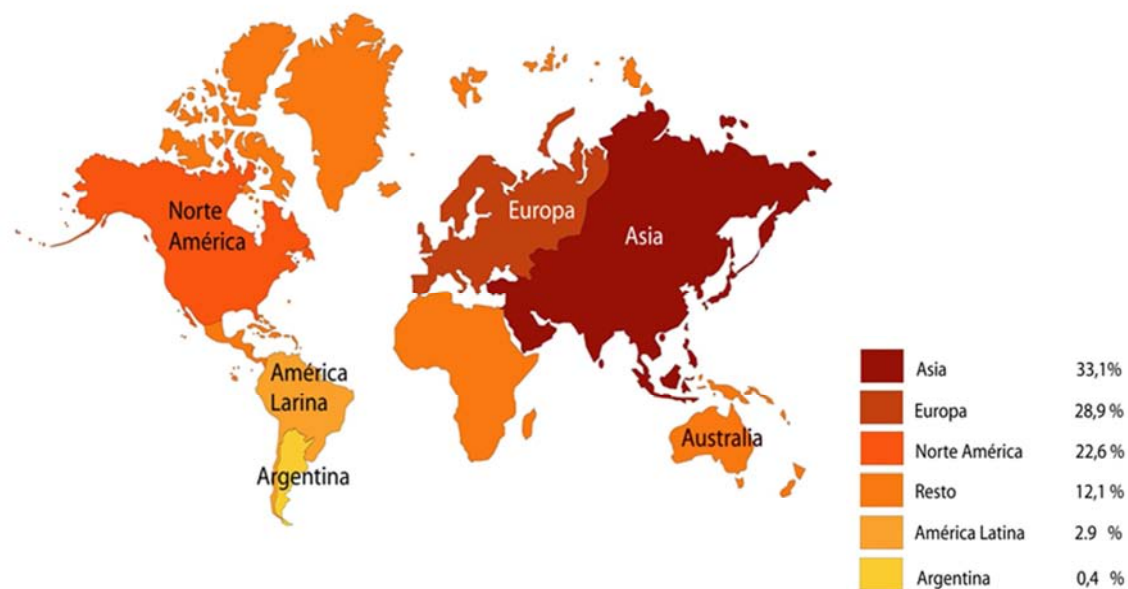 Norte
América
Europa
Asia
América
Larina
Argentina
Australia
Asia 33,1%
Europa 28,9 %
Norte América 22,6 %
Resto 12,1 %
América Latina 2.9 %
Argentina 0,4 %